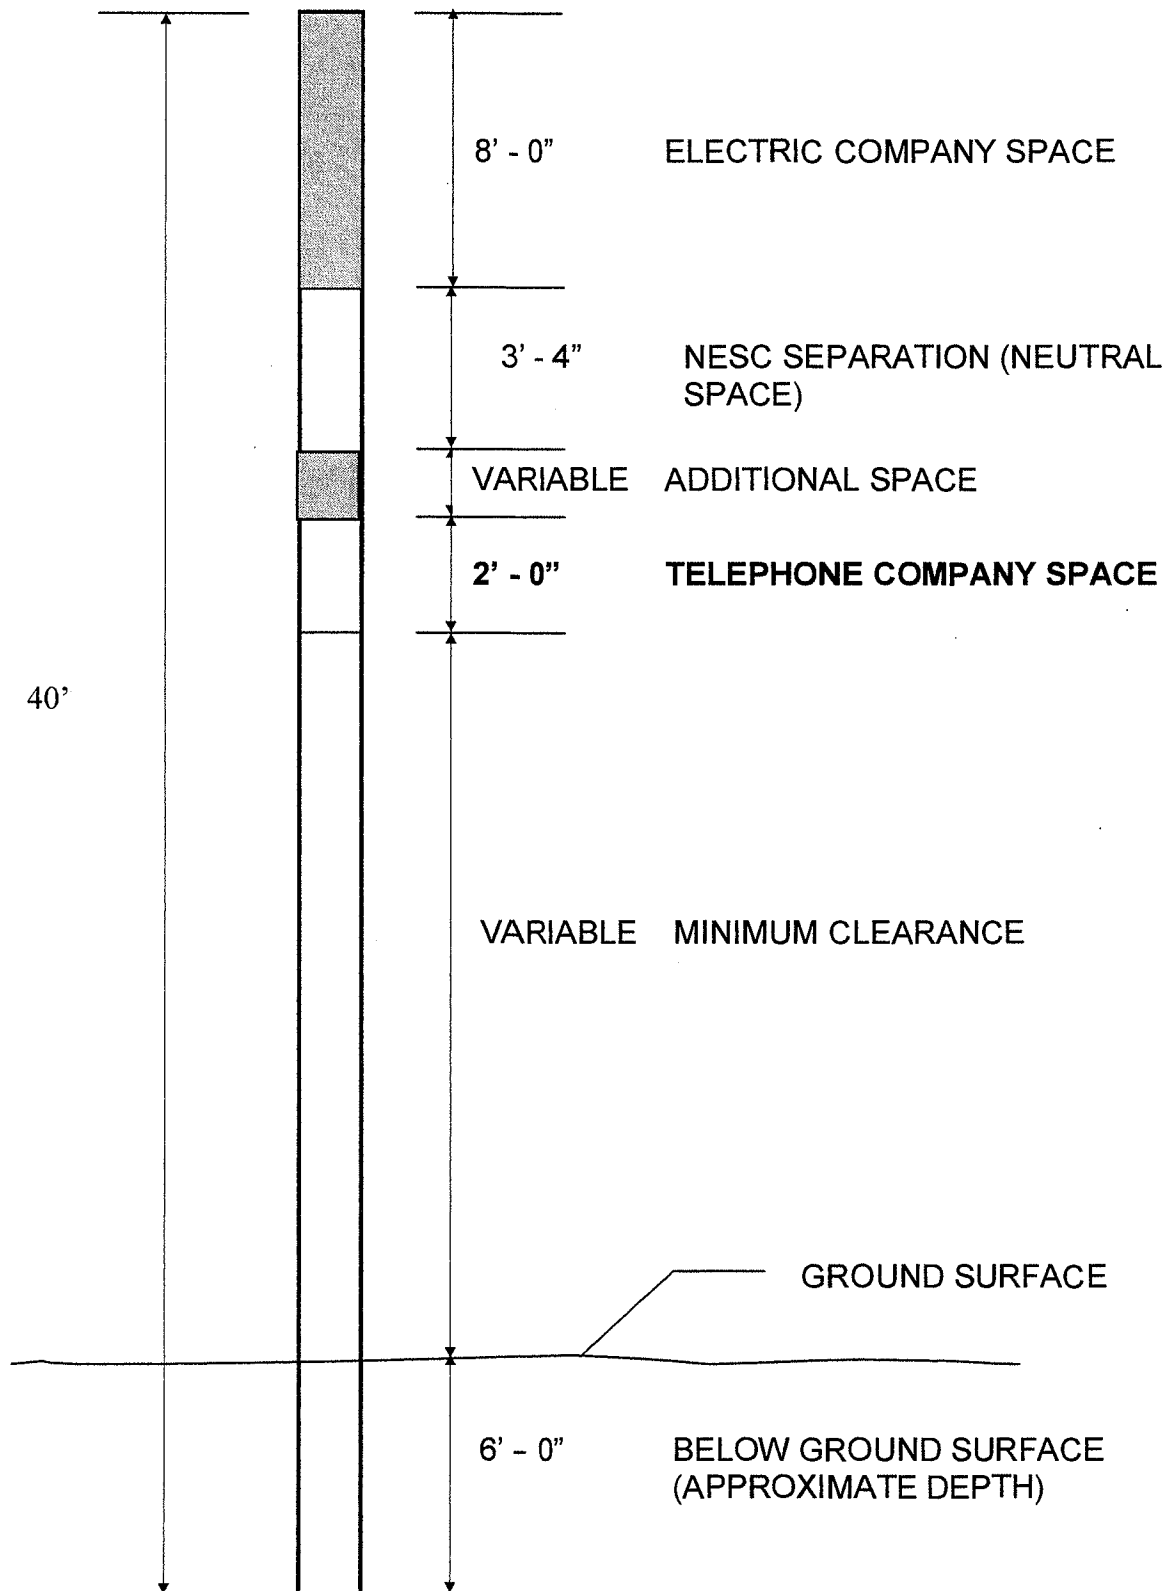 8' - 0” ELECTRIC COMPANY SPACE
3' - 4” NESC SEPARATION (NEUTRAL
SPACE)
VARIABLE ADDITIONAL SPACE
2' - 0” TELEPHONE COMPANY SPACE
40’
VARIABLE MINIMUM CLEARANCE
GROUND SURFACE
6’ - 0” BELOW GROUND SURFACE
(APPROXIMATE DEPTH)